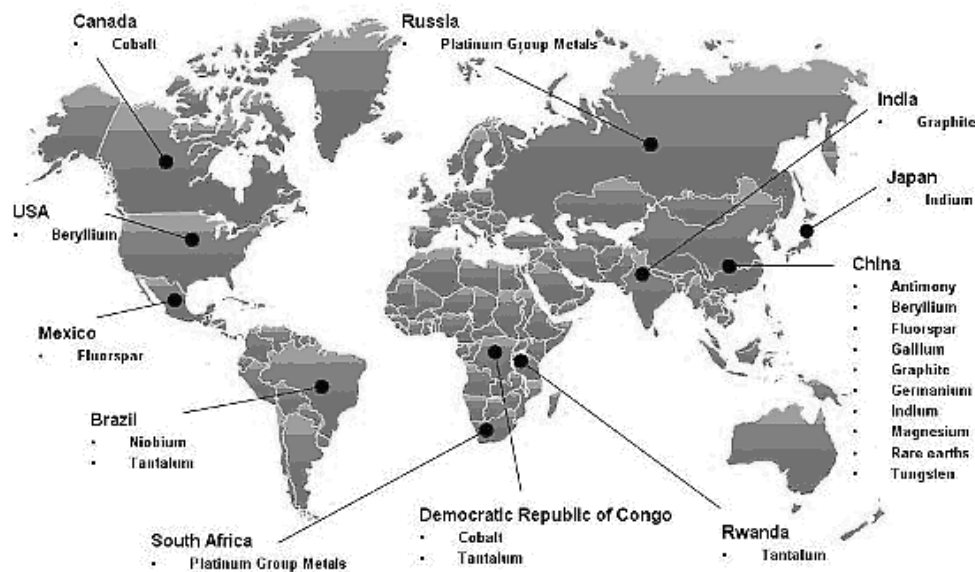 Canada
• Cobalt
Russia
• Platinum Group Metals
India
• Graphite
Japan
• Indium
USA
• Beryllium
China
• Antimony
• Beryllium
• Fluorspar
• Gallium
• Graphite
• Germanium
• Indium
• Magnesium
• Rare earths
• Tungsten
Mexico
• Fluorspar
Brazil
• Niobium
• Tantalum
South Africa
• Platinum Group Metals
Democratic Republic of Congo
• Cobalt
• Tantalum
Rwanda
• Tantalum